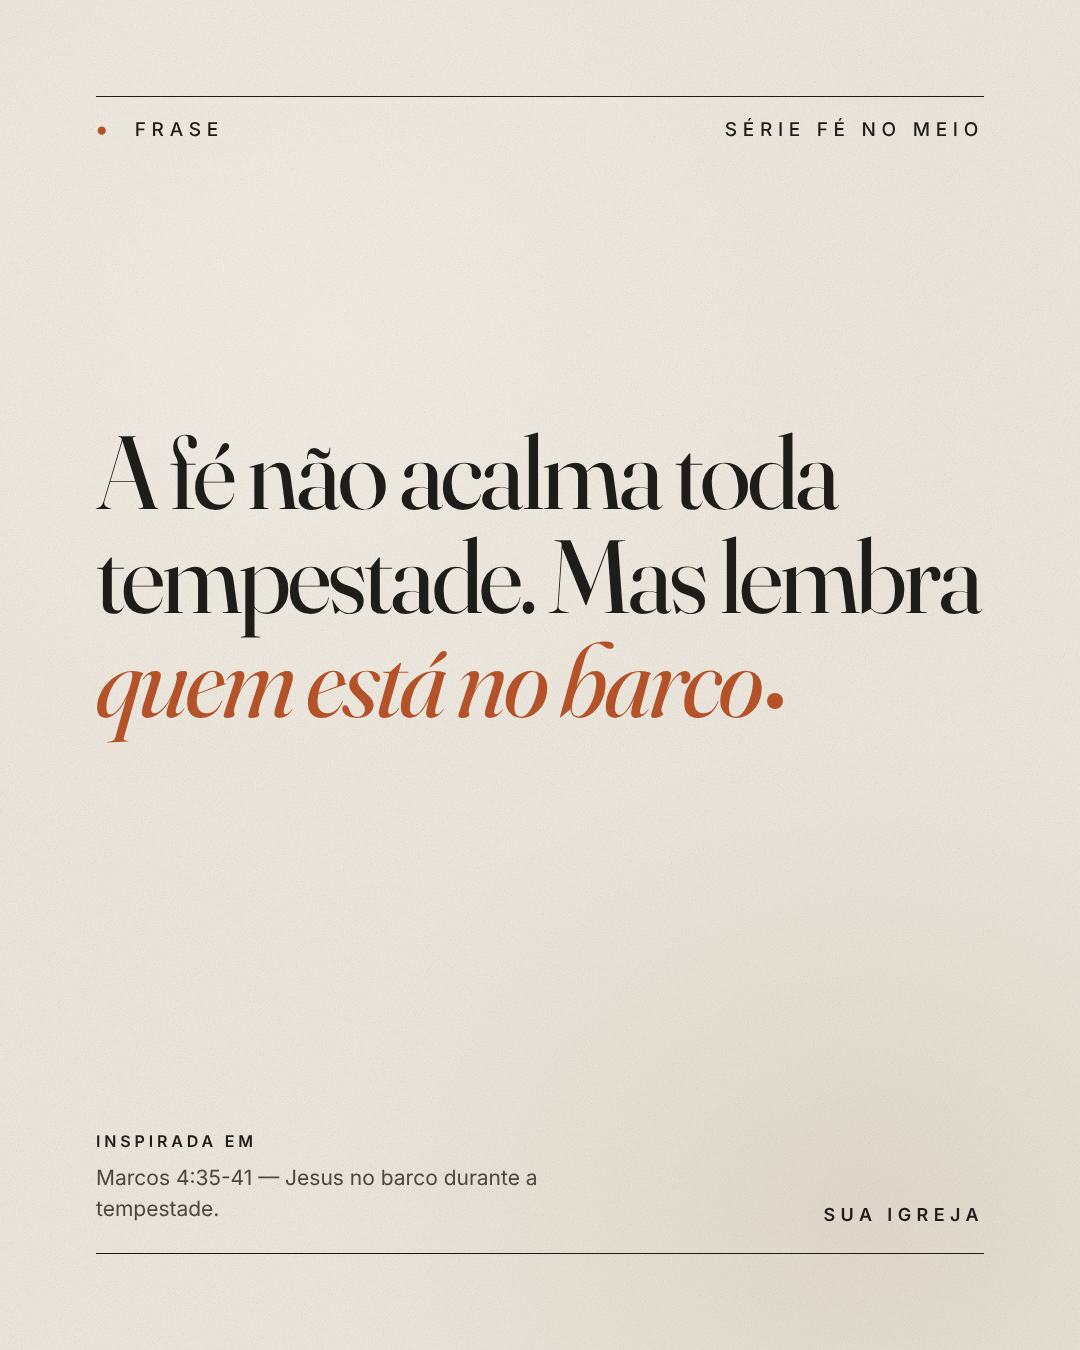 • FRASE
SÉRIE FÉ NO MEIO
A fé não acalma toda
tempestade. Mas lembra
quem está no barco.
INSPIRADA EM
Marcos 4:35-41 — Jesus no barco durante a
tempestade.
SUA IGREJA